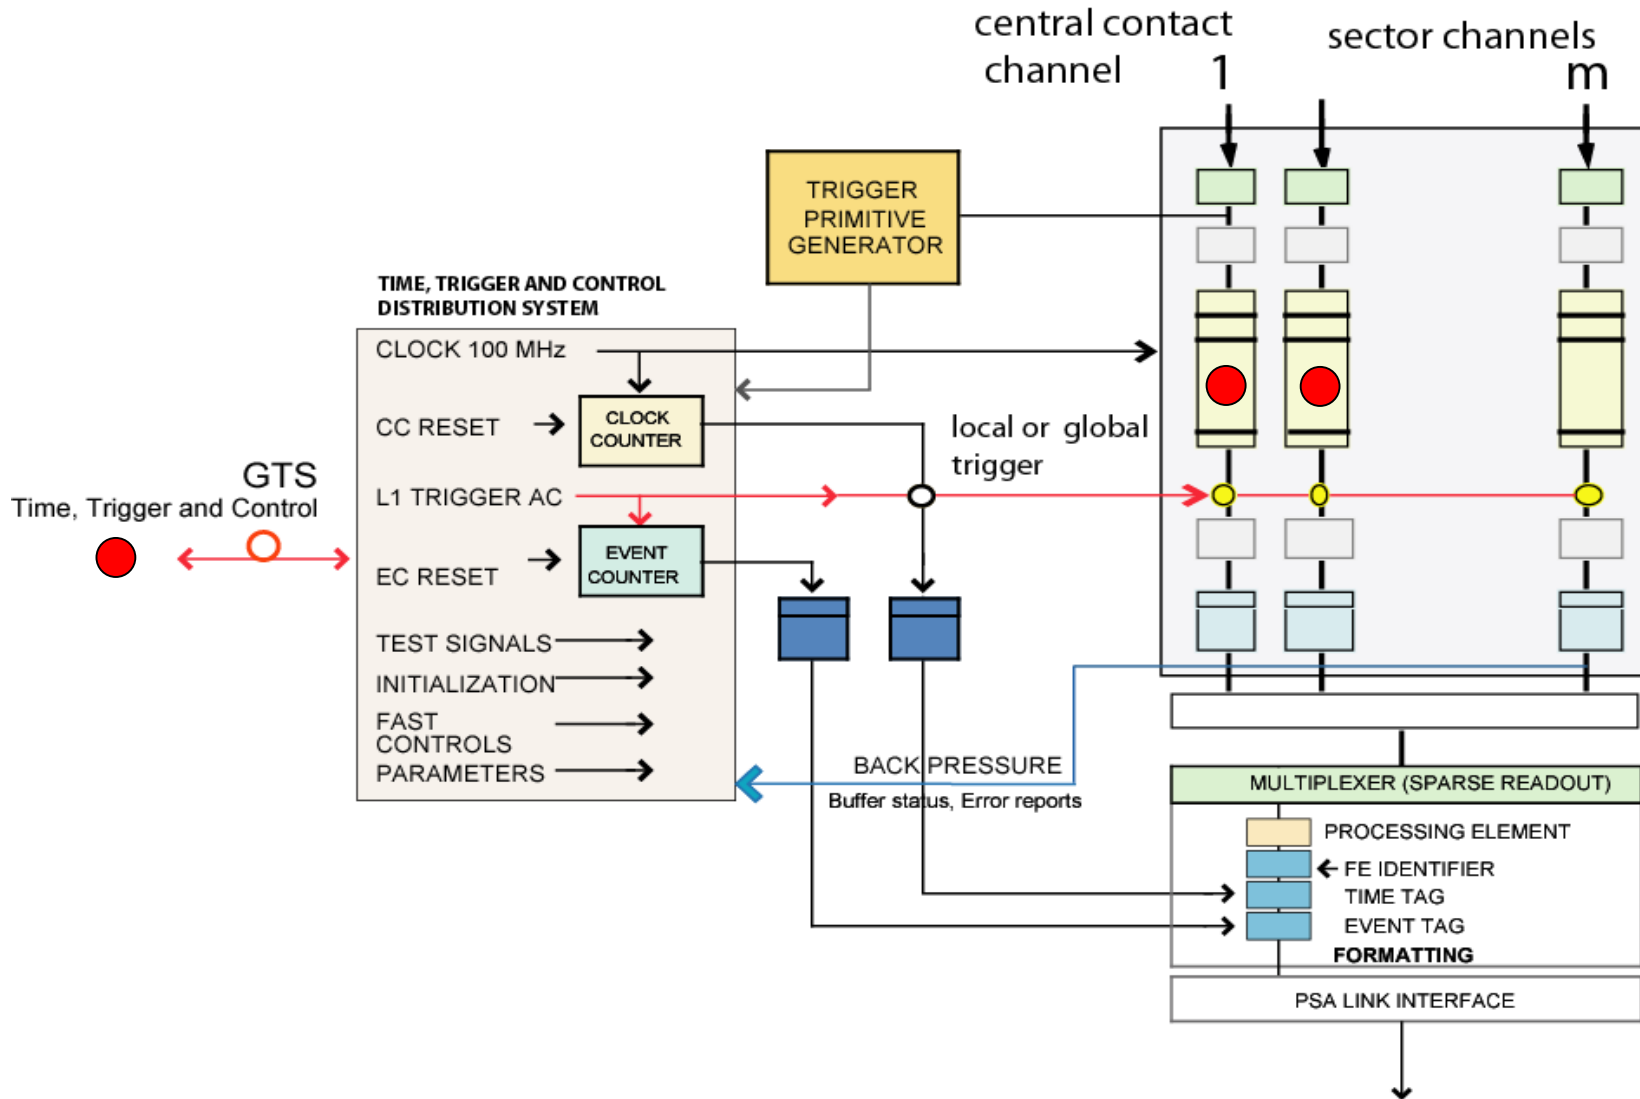 central contact
channel
1
sector channels
m
TRIGGER
PRIMITIVE
GENERATOR
TIME, TRIGGER AND CONTROL
DISTRIBUTION SYSTEM
CLOCK 100 MHz
CC RESET
CLOCK
COUNTER
local or global
trigger
GTS
Time, Trigger and Control
L1 TRIGGER AC
EC RESET
EVENT
COUNTER
TEST SIGNALS
INITIALIZATION
FAST
CONTROLS
PARAMETERS
BACK PRESSURE
Buffer status, Error reports
MULTIPLEXER (SPARSE READOUT)
PROCESSING ELEMENT
FE IDENTIFIER
TIME TAG
EVENT TAG
FORMATTING
PSA LINK INTERFACE